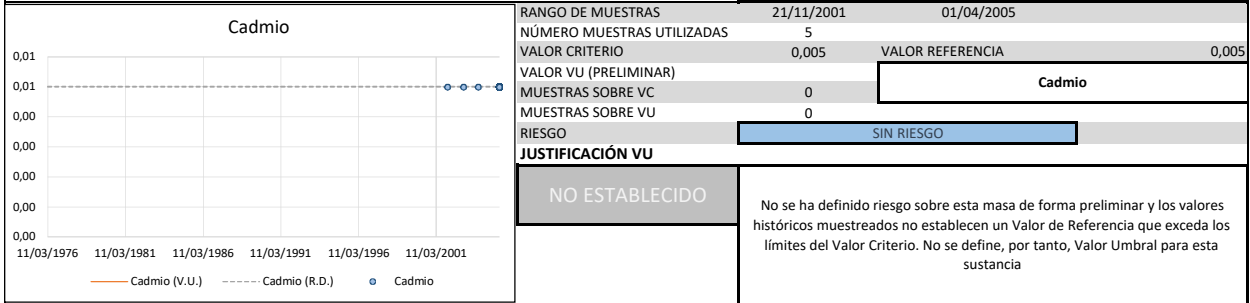 Cadmio
0,01
0,01
0,00
0,00
0,00
0,00
0,00
11/03/1976 11/03/1981 11/03/1986 11/03/1991 11/03/1996 11/03/2001
Cadmio (V.U.) Cadmio (R.D.) Cadmio
RANGO DE MUESTRAS 21/11/2001 01/04/2005
NÚMERO MUESTRAS UTILIZADAS 5
VALOR CRITERIO 0,005 VALOR REFERENCIA 0,005
VALOR VU (PRELIMINAR)
Cadmio
MUESTRAS SOBRE VC 0
MUESTRAS SOBRE VU 0
RIESGO SIN RIESGO
JUSTIFICACIÓN VU
NO ESTABLECIDO
No se ha definido riesgo sobre esta masa de forma preliminar y los valores
históricos muestreados no establecen un Valor de Referencia que exceda los
límites del Valor Criterio. No se define, por tanto, Valor Umbral para esta
sustancia